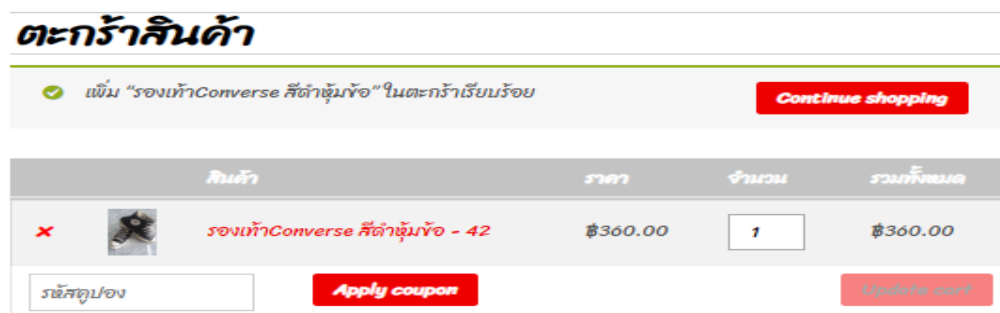 ตะกร้าสินค้า
เพิ่ม “รองเท้าConverse สีดำหุ้มข้อ” ในตะกร้าเรียบร้อย
Continue shopping
สินค้า ราคา จำนวน รวมทั้งหมด
× รองเท้าConverse สีดำหุ้มข้อ - 42 ฿360.00 1 ฿360.00
รหัสคูปอง Apply coupon Update cart